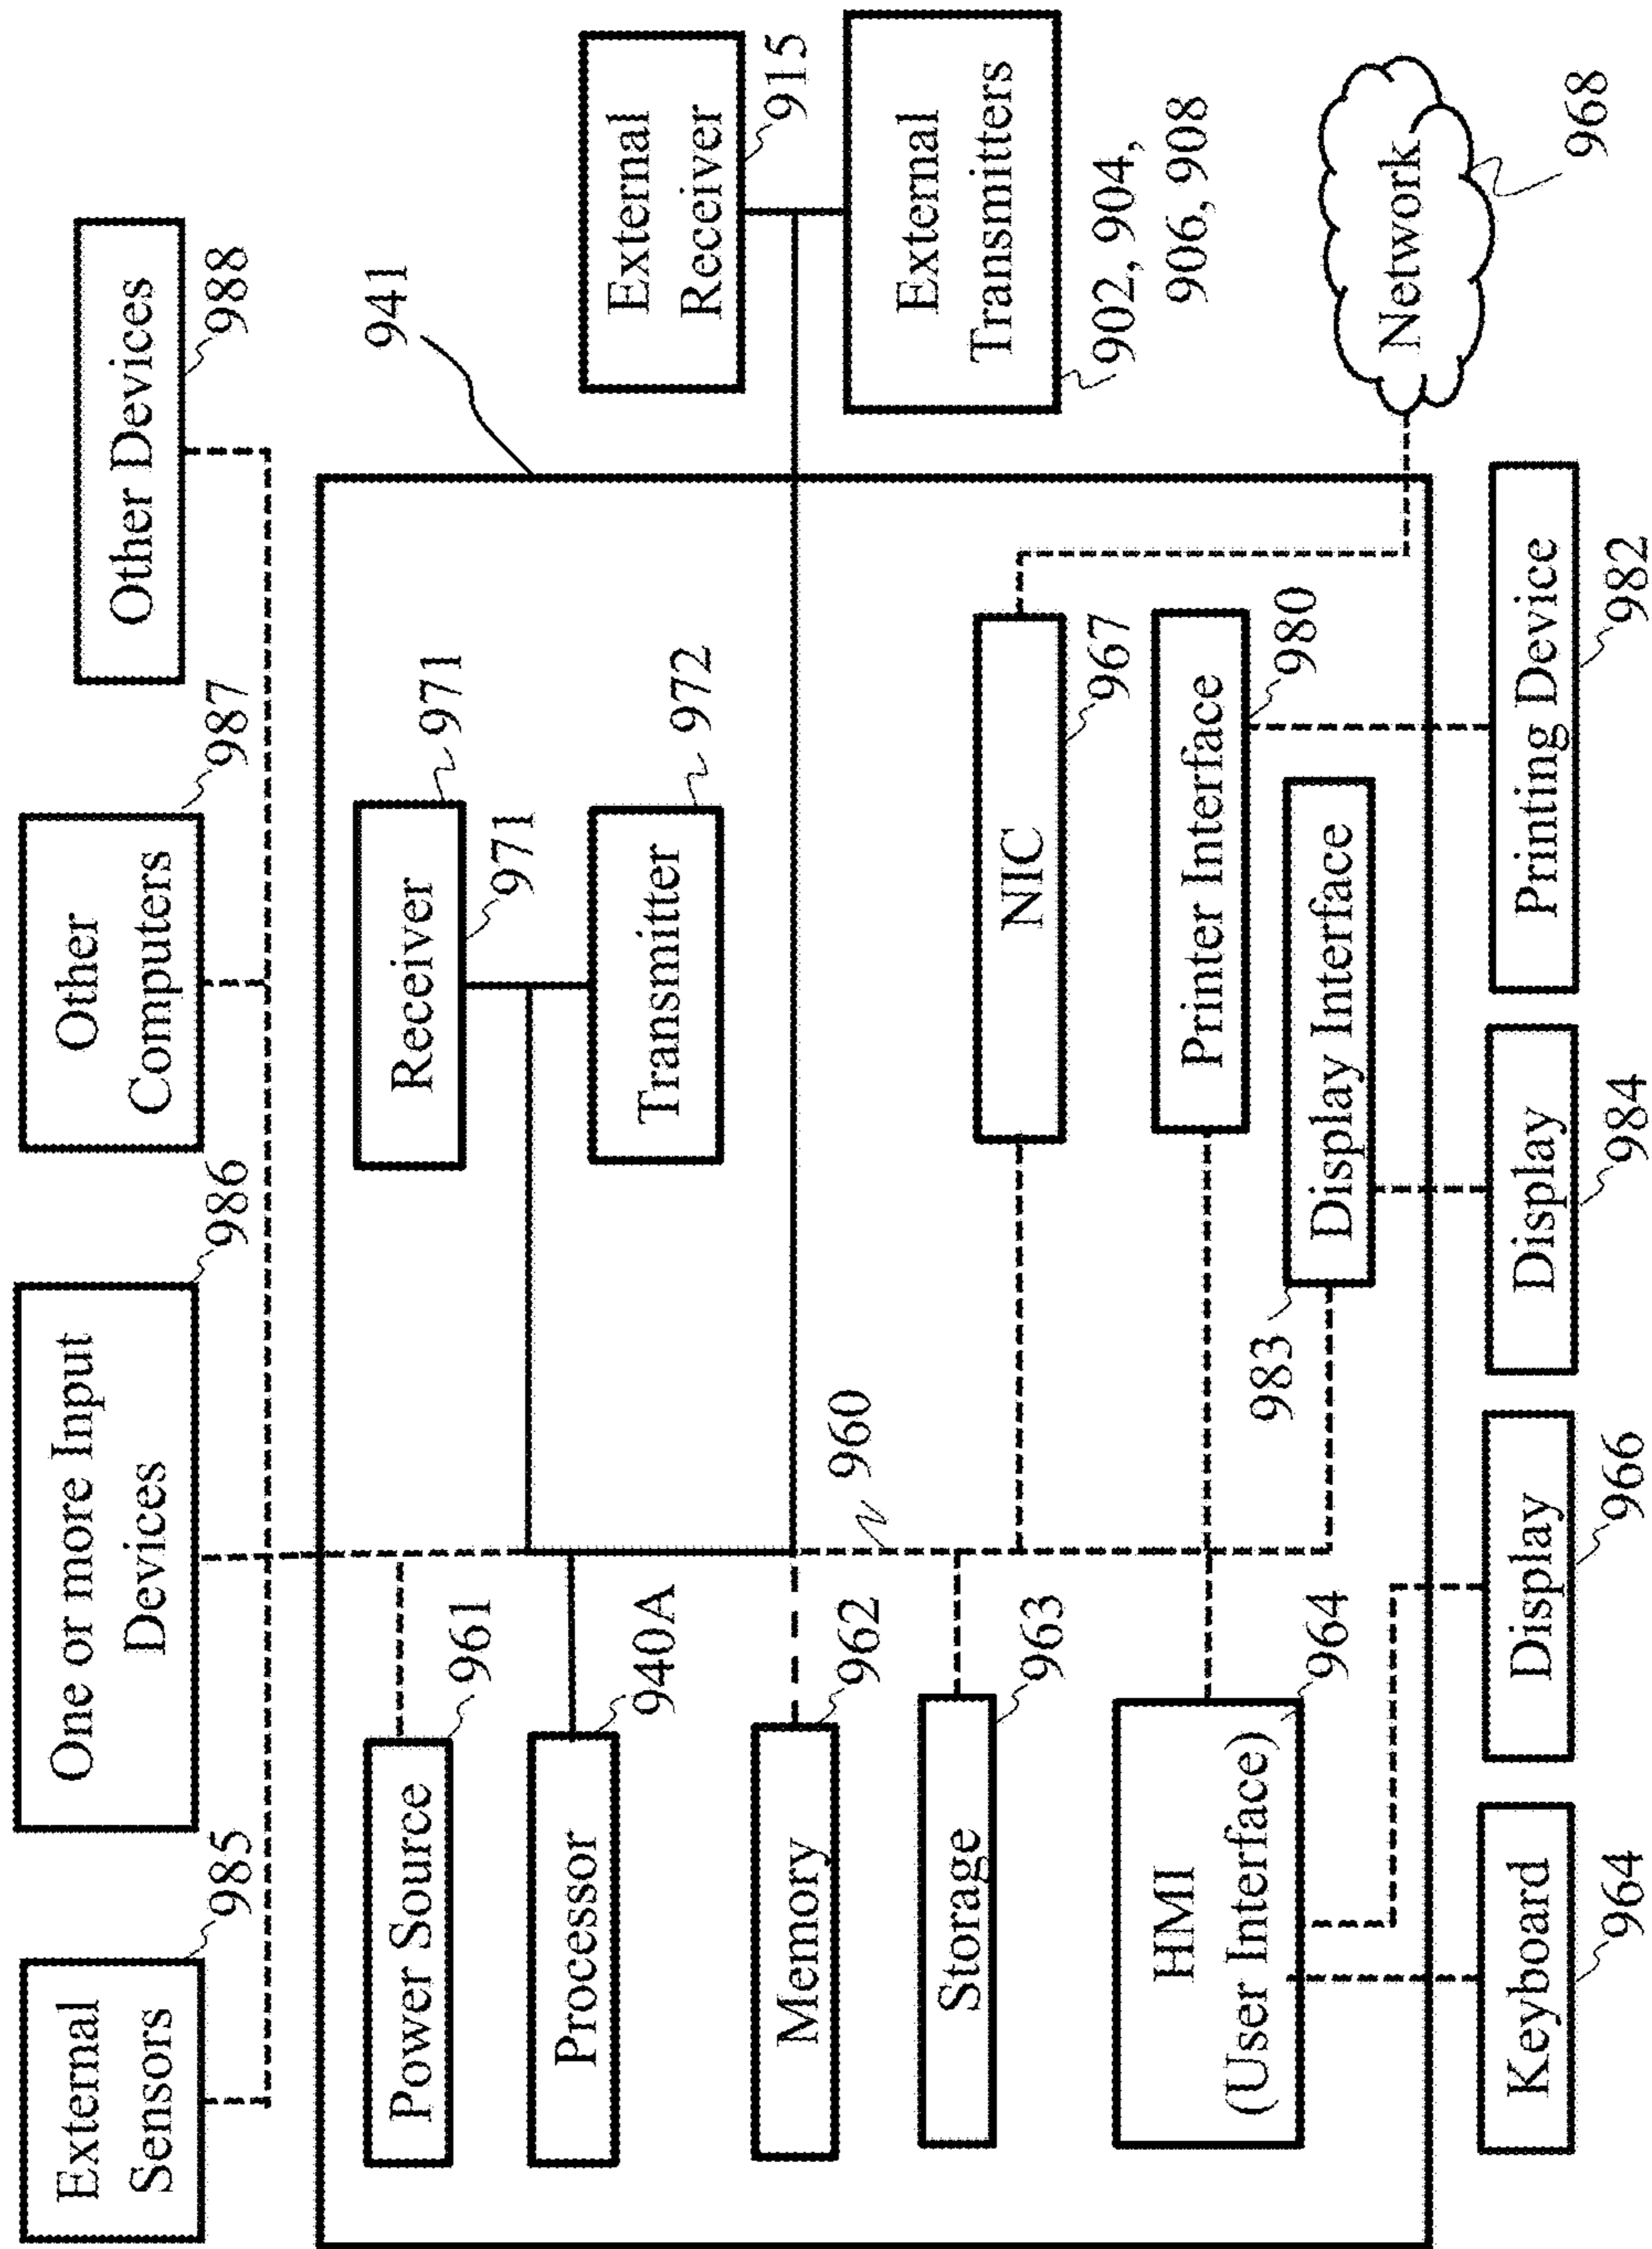 External
Sensors
985
One or more Input
Devices
986
Other
Computers
987
Other Devices
988
941
Power Source
961
Processor
940A
Memory
962
Storage
963
HMI
(User Interface)
964
960
Receiver
971
971
Transmitter
972
NIC
967
Printer Interface
980
Display Interface
983
External
Receiver
915
External
Transmitters
902, 904,
906, 908
Network
968
Keyboard
964
Display
966
Display
984
Printing Device
982